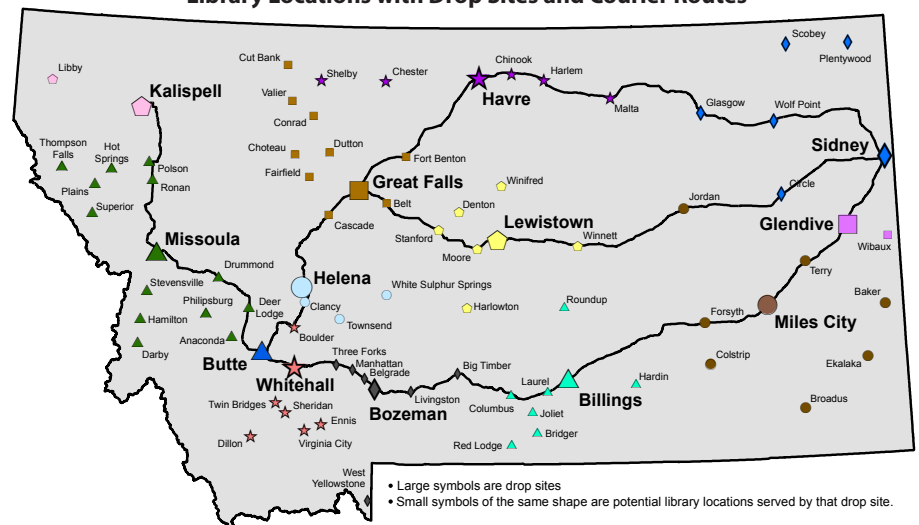 Library Locations with Drop Sites and Courier Routes
Scobey
Plentywood
Libby
Cut Bank
Shelby
Chester
Chinook
Harlem
Kalispell
Valier
Havre
Malta
Glasgow
Wolf Point
Conrad
Thompson
Falls
Hot
Springs
Polson
Choteau
Dutton
Fort Benton
Sidney
Plains
Ronan
Fairfield
Great Falls
Winifred
Circle
Superior
Belt
Denton
Jordan
Cascade
Lewistown
Glendive
Stanford
Winnett
Missoula
Moore
Wibaux
Drummond
Terry
Helena
White Sulphur Springs
Stevensville
Baker
Philipsburg
Deer
Lodge
Clancy
Harlowton
Roundup
Forsyth
Miles City
Hamilton
Townsend
Boulder
Anaconda
Darby
Butte
Three Forks
Manhattan
Belgrade
Big Timber
Colstrip
Ekalaka
Whitehall
Laurel
Billings
Hardin
Twin Bridges
Sheridan
Bozeman
Livingston
Columbus
Broadus
Ennis
Joliet
Dillon
Virginia City
Bridger
Red Lodge
West
Yellowstone
• Large symbols are drop sites
• Small symbols of the same shape are potential library locations served by that drop site.